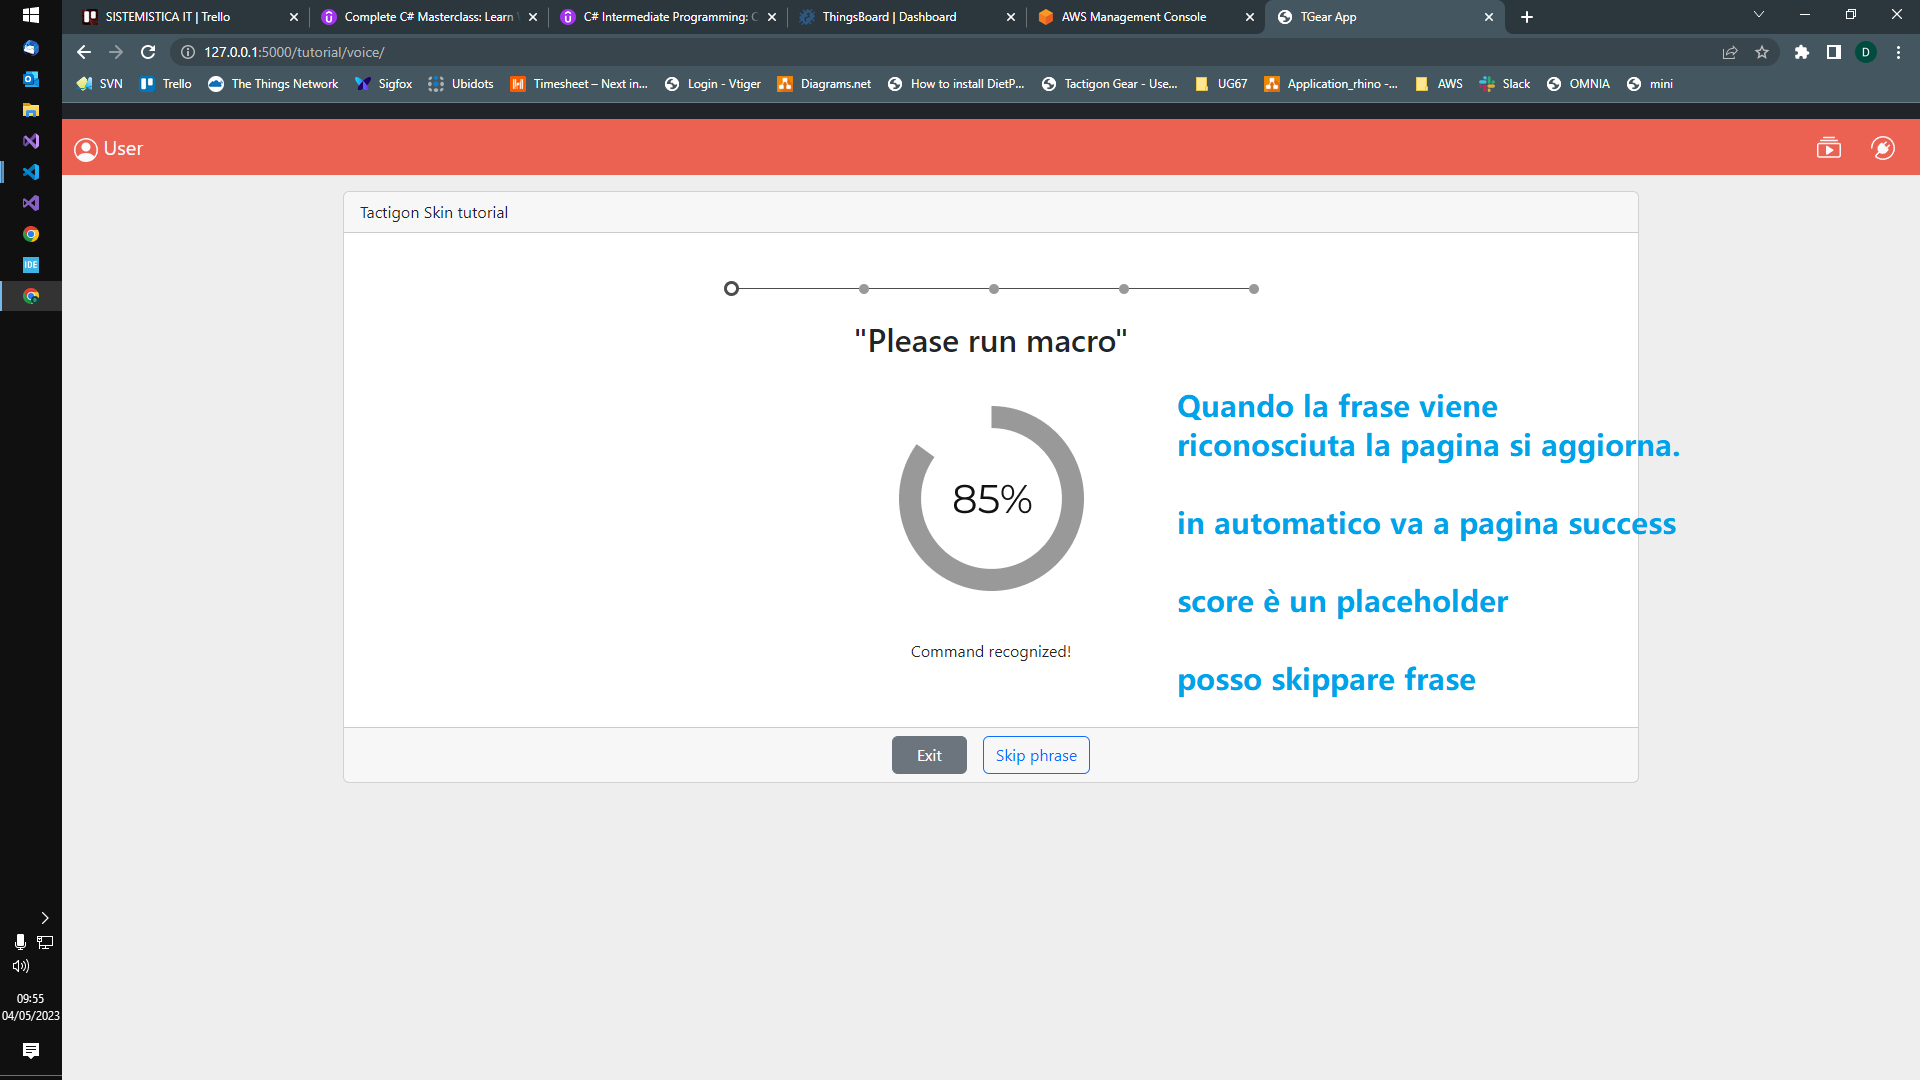 SISTEMISTICA IT | Trello
Complete C# Masterclass: Learn
C# Intermediate Programming: C
ThingsBoard | Dashboard
AWS Management Console
TGear App
127.0.0.1:5000/tutorial/voice/
D
SVN
Trello
The Things Network
Sigfox
Ubidots
Timesheet – Next in...
Login - Vtiger
Diagrams.net
How to install DietP...
Tactigon Gear - Use...
UG67
Application_rhino -...
AWS
Slack
OMNIA
mini
IDE
User
Tactigon Skin tutorial
"Please run macro"
85%
Command recognized!
Quando la frase viene
riconosciuta la pagina si aggiorna.
in automatico va a pagina success
score è un placeholder
posso skippare frase
Exit
Skip phrase
09:55
04/05/2023